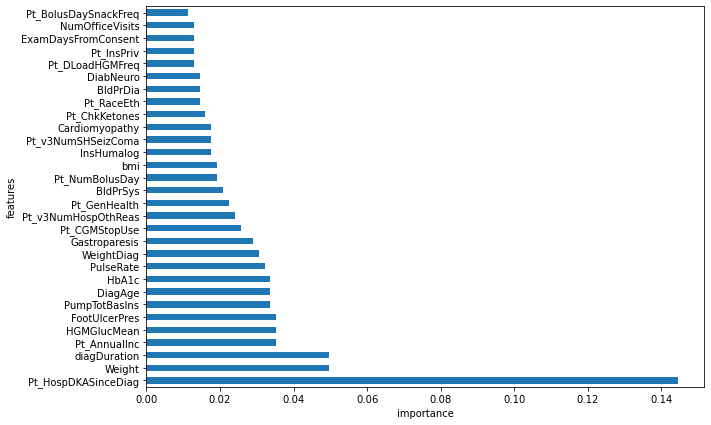 Pt_BolusDaySnackFreq
NumOfficeVisits
ExamDaysFromConsent
Pt_InsPriv
Pt_DLoadHGMFreq
DiabNeuro
BldPrDia
Pt_RaceEth
Pt_ChkKetones
Cardiomyopathy
Pt_v3NumSHSeizComa
InsHumalog
bmi
Pt_NumBolusDay
BldPrSys
Pt_GenHealth
Pt_v3NumHospOthReas
Pt_CGMStopUse
Gastroparesis
WeightDiag
PulseRate
HbA1c
DiagAge
PumpTotBasIns
FootUlcerPres
HGMGlucMean
Pt_AnnualInc
diagDuration
Weight
Pt_HospDKASinceDiag
features
0.00 0.02 0.04 0.06 0.08 0.10 0.12 0.14
importance